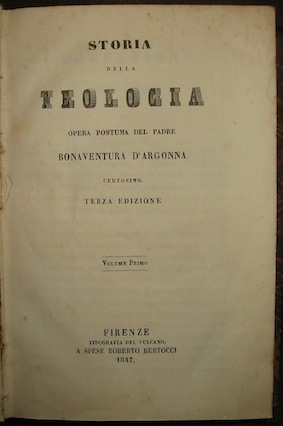 STORIA
DELLA
TEOLOGIA
OPERA POSTUMA DEL PADRE
BONAVENTURA D'ARGONNA
CERTOSINO.
TERZA EDIZIONE
VOLUME PRIMO
FIRENZE
TIPOGRAFIA DEL VULCANO.
A SPESE ROBERTO BERTOCCI
1847.